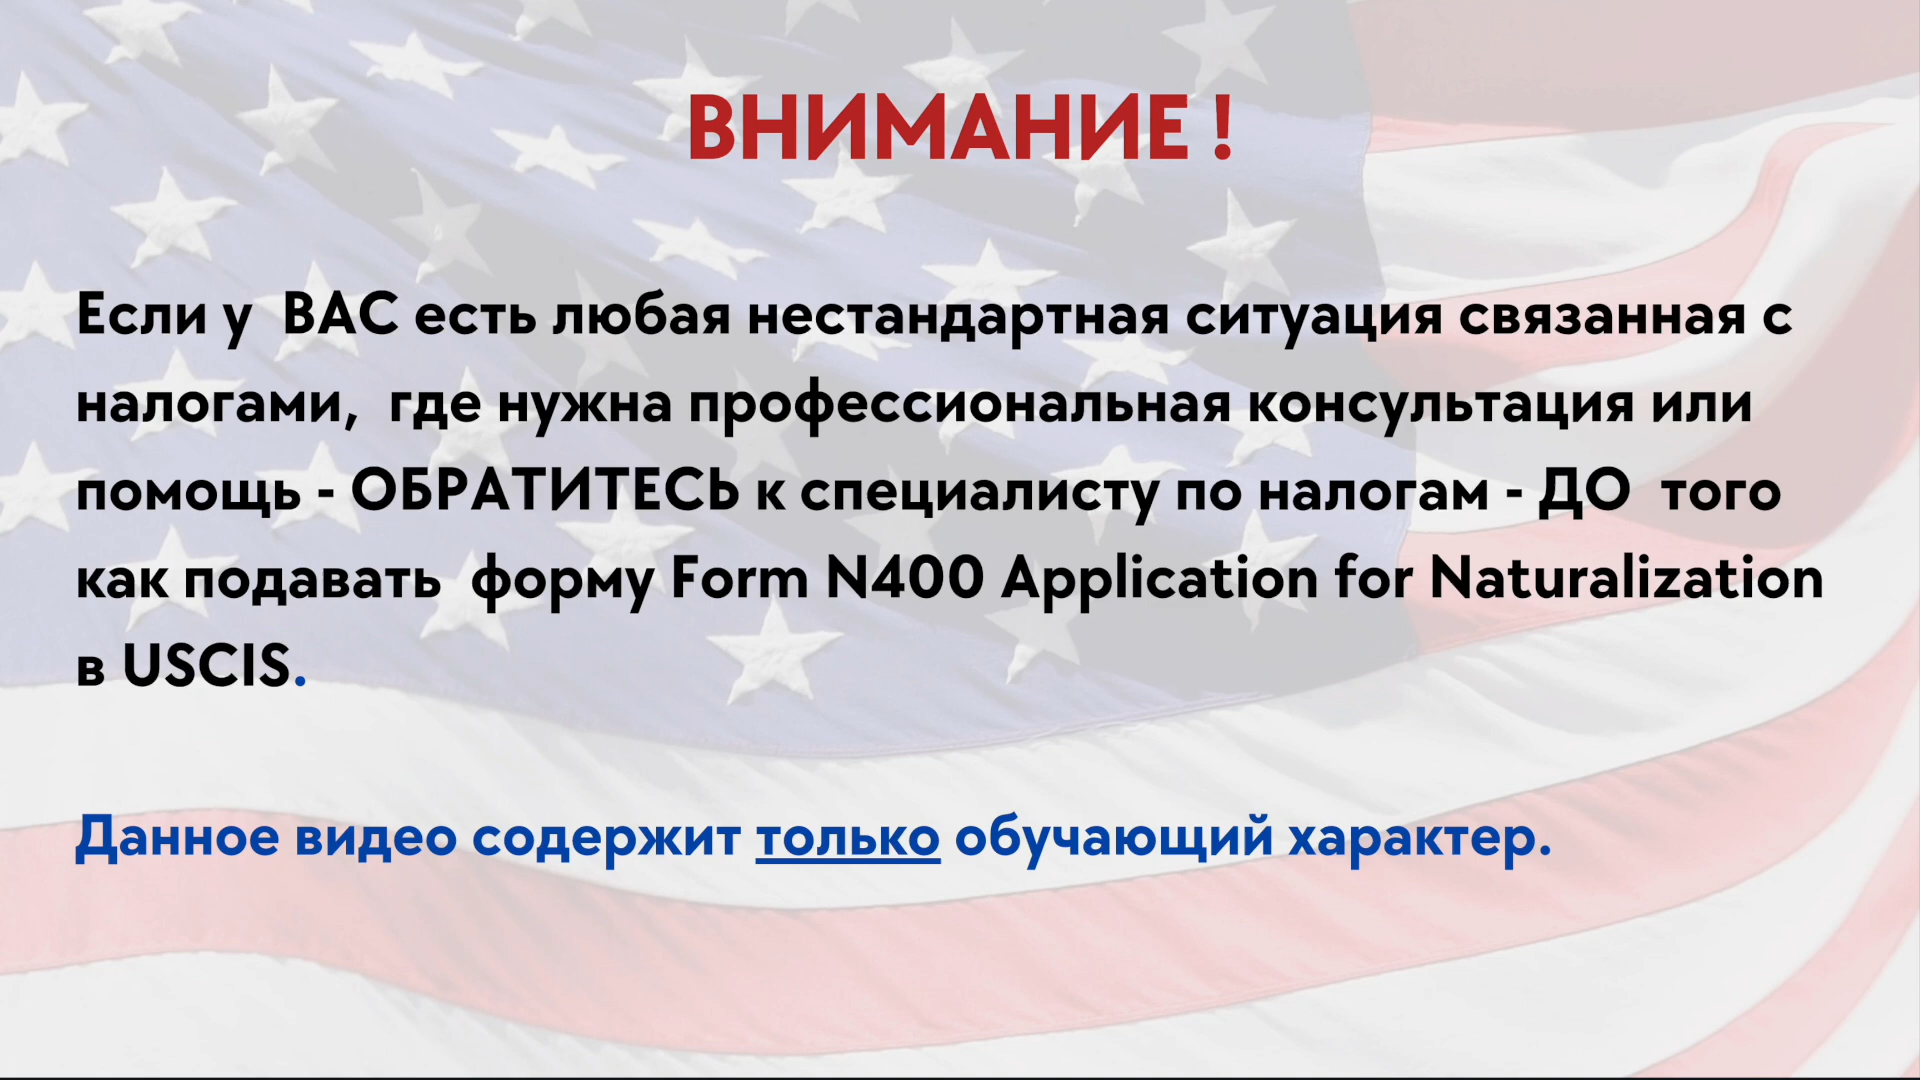 ВНИМАНИЕ !
Если у  ВАС есть любая нестандартная ситуация связанная с
налогами,  где нужна профессиональная консультация или
помощь - ОБРАТИТЕСЬ к специалисту по налогам - ДО  того
как подавать  форму Form N400 Application for Naturalization
в USCIS.
Данное видео содержит только обучающий характер.